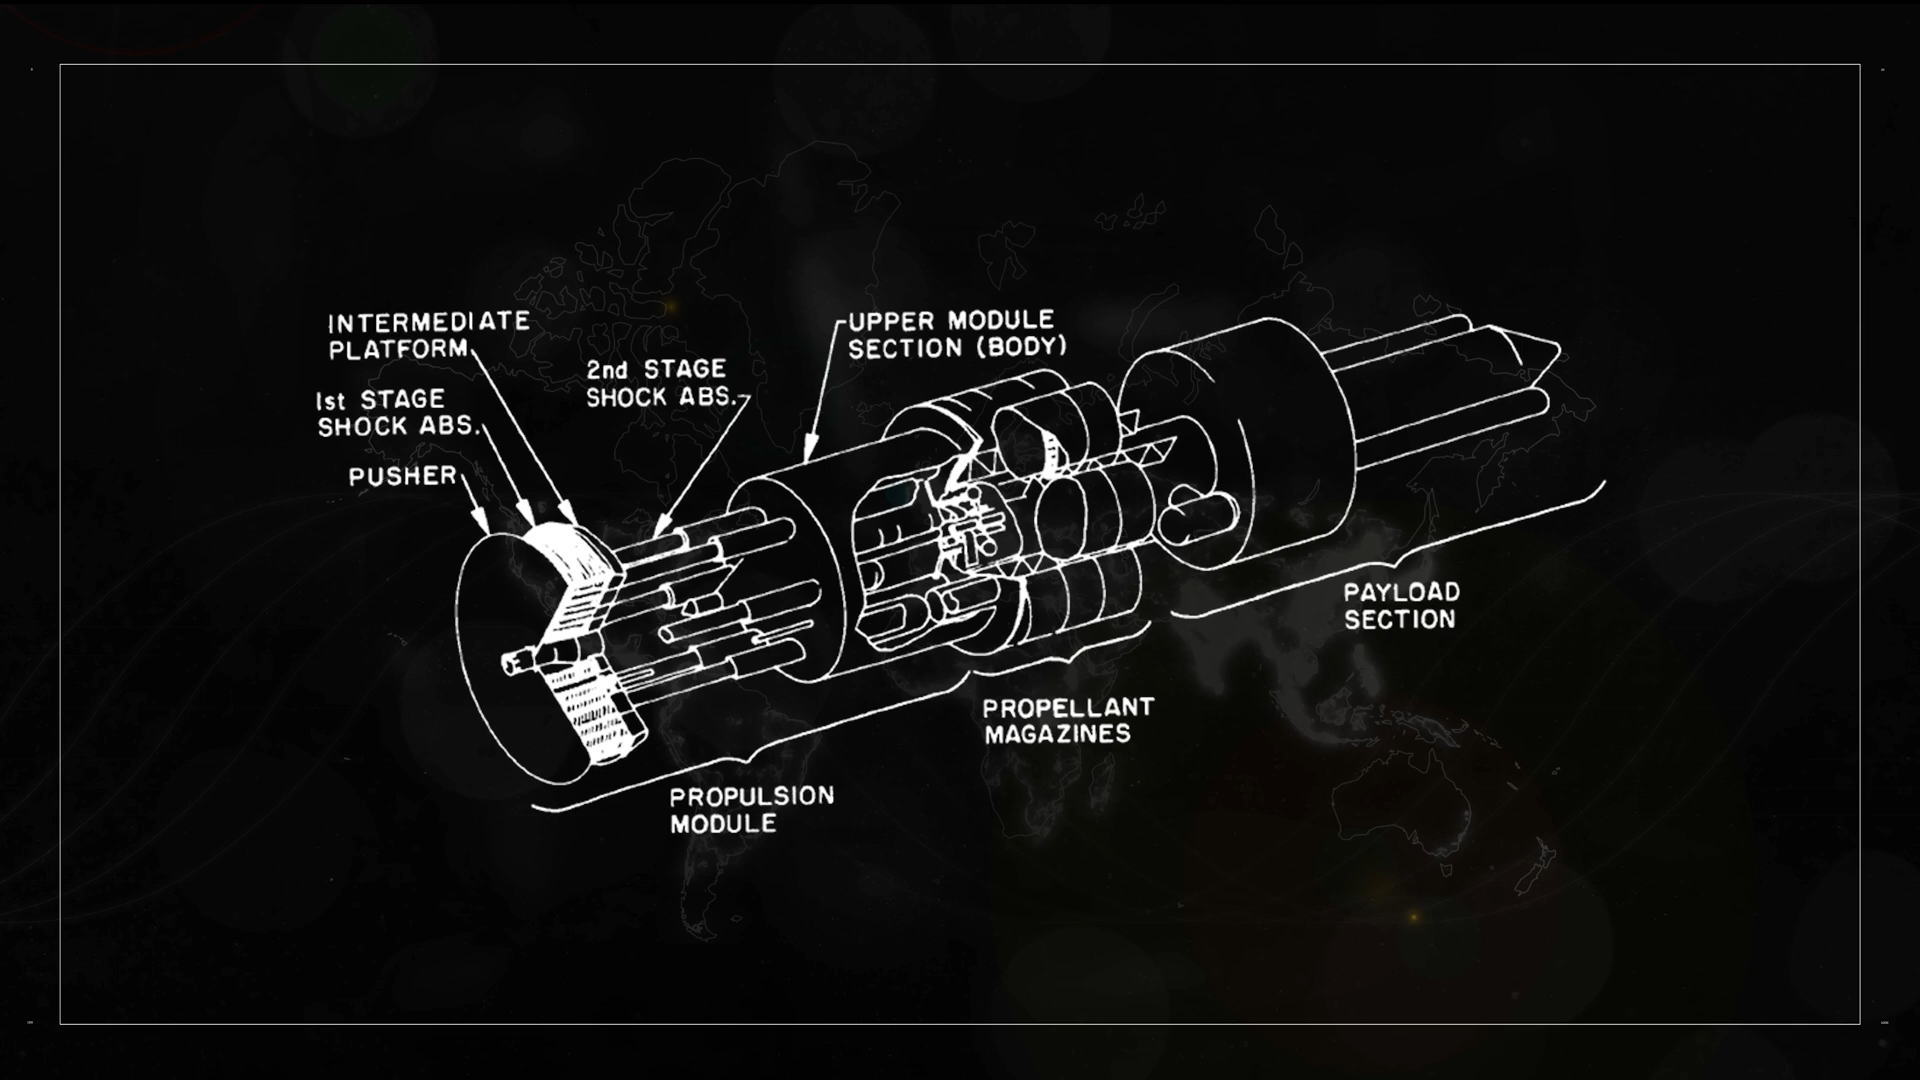 INTERMEDIATE
PLATFORM
1st STAGE
SHOCK ABS.
PUSHER
2nd STAGE
SHOCK ABS.
UPPER MODULE
SECTION (BODY)
PAYLOAD
SECTION
PROPELLANT
MAGAZINES
PROPULSION
MODULE